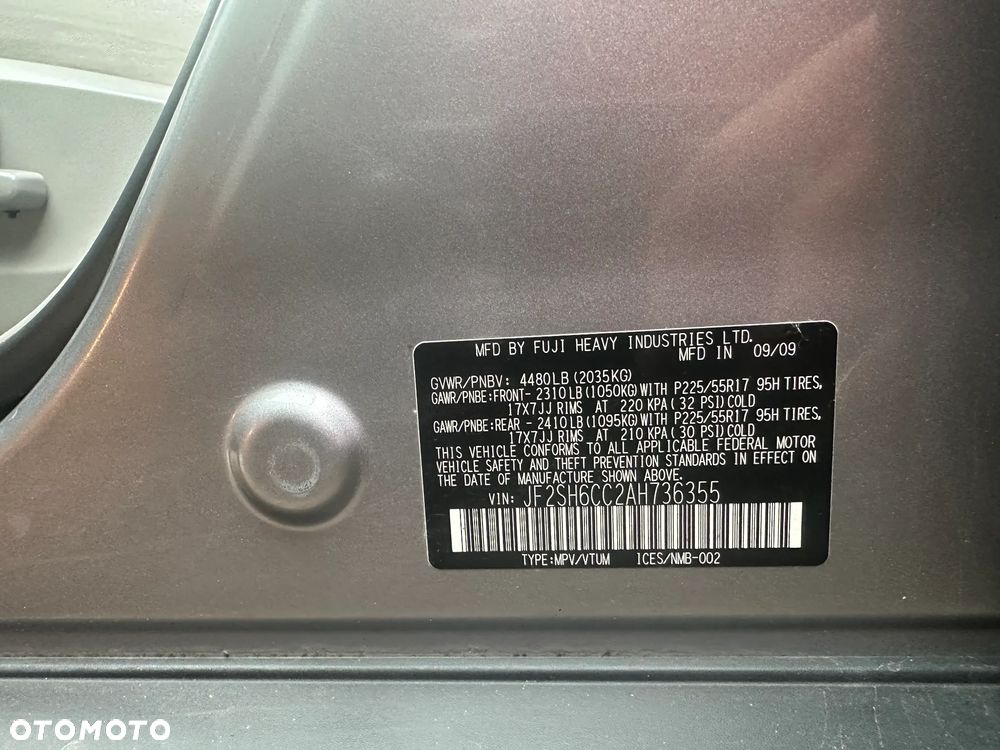 MFD BY FUJI HEAVY INDUSTRIES LTD.
MFD IN 09/09
GVWR/PNBV: 4480LB (2035KG)
GAWR/PNBE:FRONT- 2310LB (1050KG) WITH P225/55R17 95H TIRES,
17X7JJ RIMS AT 220 KPA (32 PSI) COLD
GAWR/PNBE:REAR - 2410LB (1095KG) WITH P225/55R17 95H TIRES,
17X7JJ RIMS AT 210 KPA (30 PSI) COLD
THIS VEHICLE CONFORMS TO ALL APPLICABLE FEDERAL MOTOR
VEHICLE SAFETY AND THEFT PREVENTION STANDARDS IN EFFECT ON
THE DATE OF MANUFACTURE SHOWN ABOVE.
VIN: JF2SH6CC2AH736355
TYPE:MPV/VTUM ICES/NMB-002
OTOMOTO